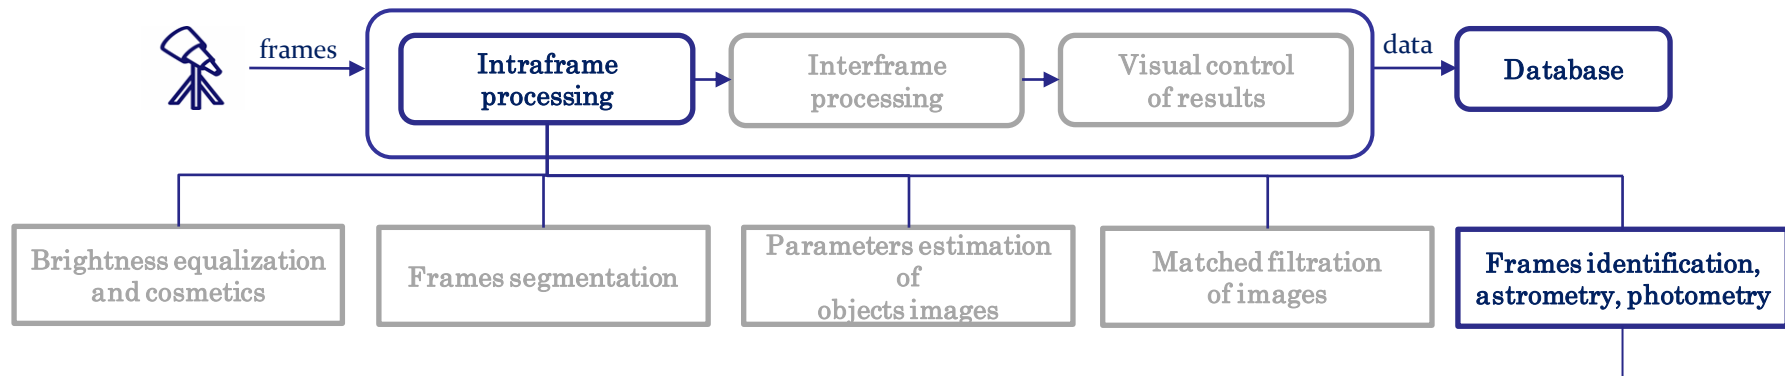 frames
Intraframe
processing
Interframe
processing
Visual control
of results
data
Database
Brightness equalization
and cosmetics
Frames segmentation
Parameters estimation
of
objects images
Matched filtration
of images
Frames identification,
astrometry, photometry